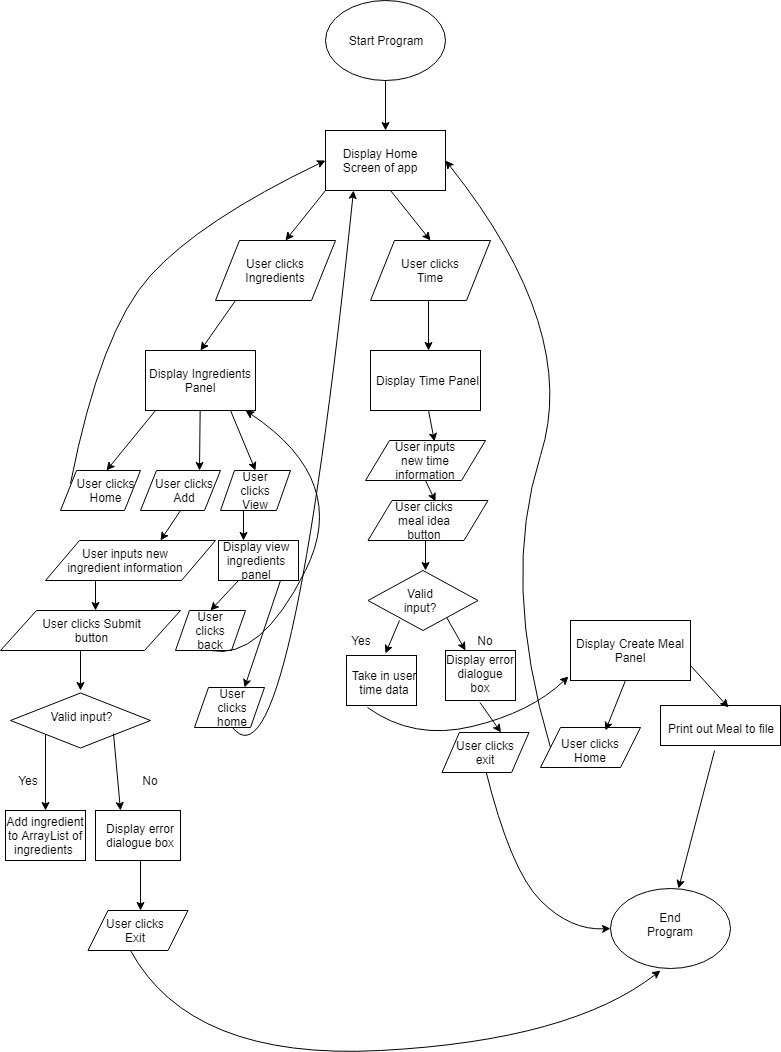 Start Program
Display Home
Screen of app
User clicks
Ingredients
User clicks
Time
Display Ingredients
Panel
Display Time Panel
User clicks
Home
User clicks
Add
User
clicks
View
User inputs
new time
information
User clicks
meal idea
button
User inputs new
ingredient information
Display view
ingredients
panel
Valid
input?
User clicks Submit
button
User
clicks
back
Yes
No
Take in user
time data
Display error
dialogue
box
Display Create Meal
Panel
User
clicks
home
Valid input?
User clicks
exit
User clicks
Home
Print out Meal to file
Yes
No
Add ingredient
to ArrayList of
ingredients
Display error
dialogue box
User clicks
Exit
End
Program